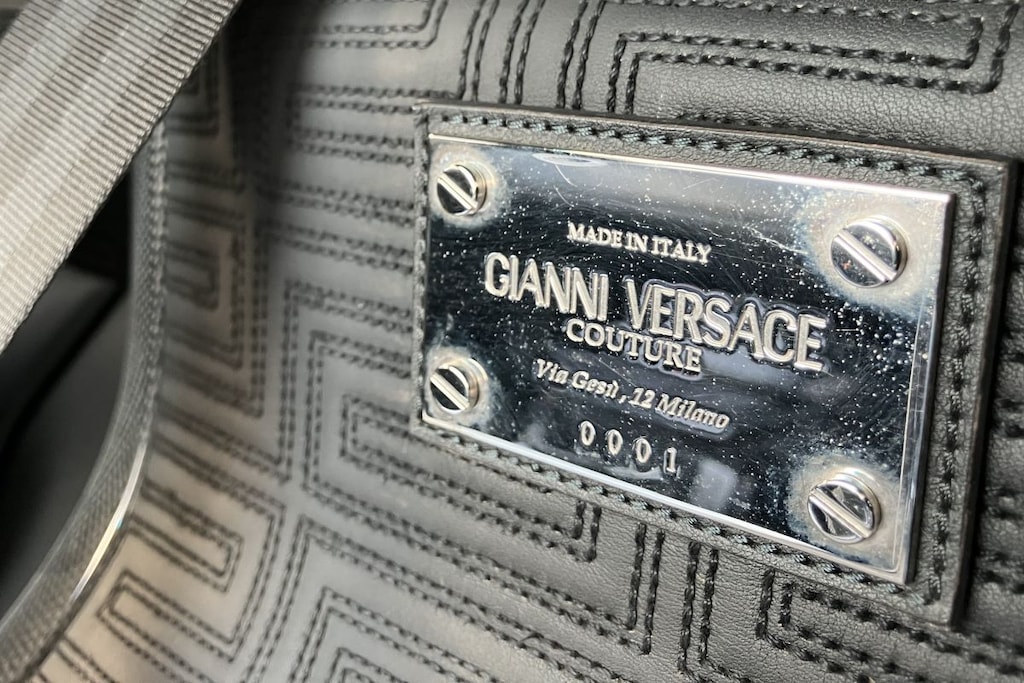 MADE IN ITALY
GIANNI VERSACE
COUTURE
Via Gesù, 12 Milano
0001